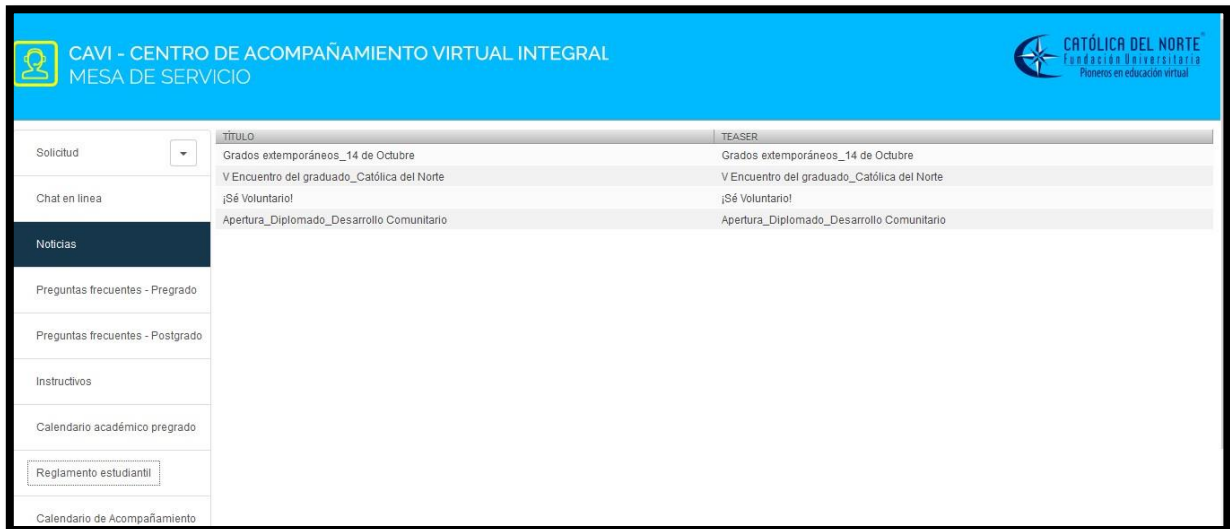 CAVI - CENTRO DE ACOMPAÑAMIENTO VIRTUAL INTEGRAL
MESA DE SERVICIO
CATÓLICA DEL NORTE
Fundación Universitaria
Pioneros en educación virtual
Solicitud
Chat en linea
Noticias
Preguntas frecuentes - Pregrado
Preguntas frecuentes - Postgrado
Instructivos
Calendario académico pregrado
Reglamento estudiantil
Calendario de Acompañamiento
TÍTULO TEASER
Grados extemporáneos_14 de Octubre Grados extemporáneos_14 de Octubre
V Encuentro del graduado_Católica del Norte V Encuentro del graduado_Católica del Norte
¡Sé Voluntario! ¡Sé Voluntario!
Apertura_Diplomado_Desarrollo Comunitario Apertura_Diplomado_Desarrollo Comunitario